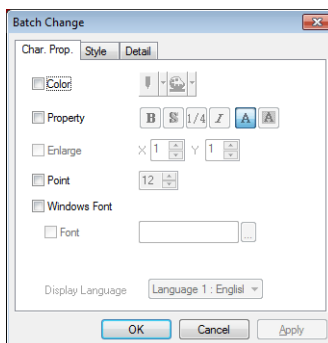 Batch Change
Char. Prop. Style Detail
Color
Property B S 1/4 I A A
Enlarge X 1 Y 1
Point 12
Windows Font
Font ...
Display Language Language 1 : Englisl
OK Cancel Apply